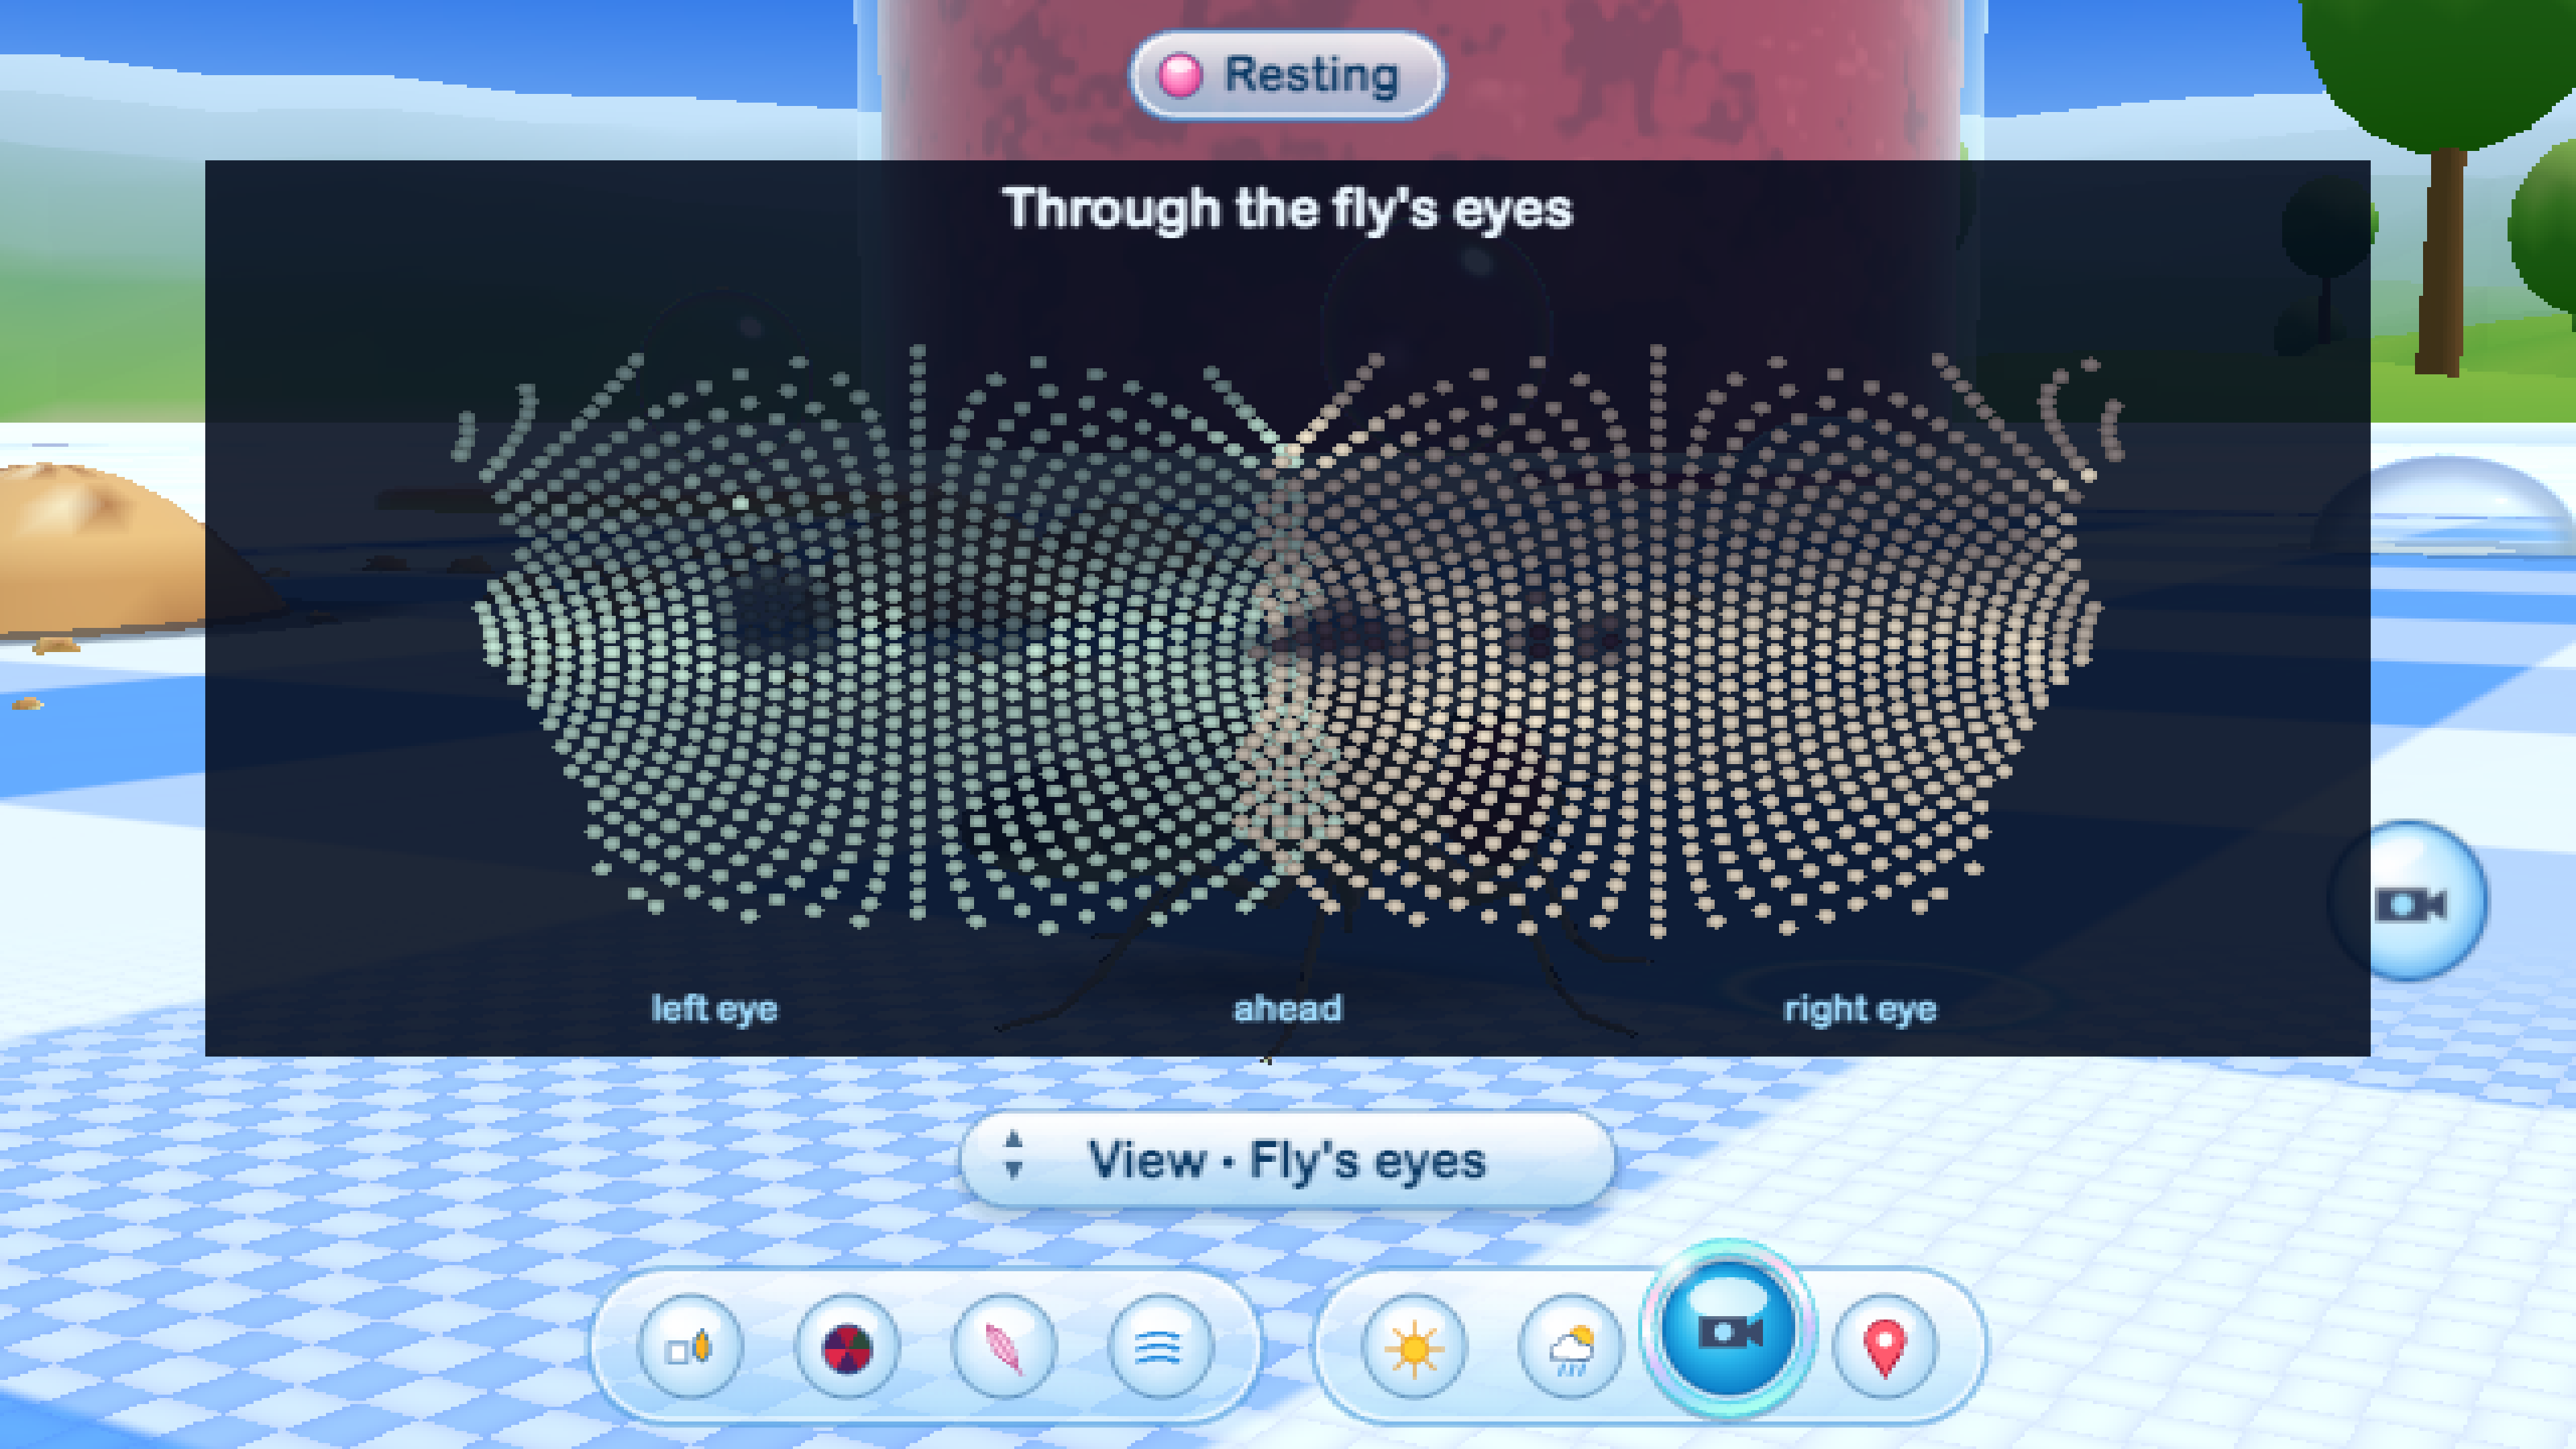 Resting
Through the fly's eyes
left eye
ahead
right eye
View · Fly's eyes